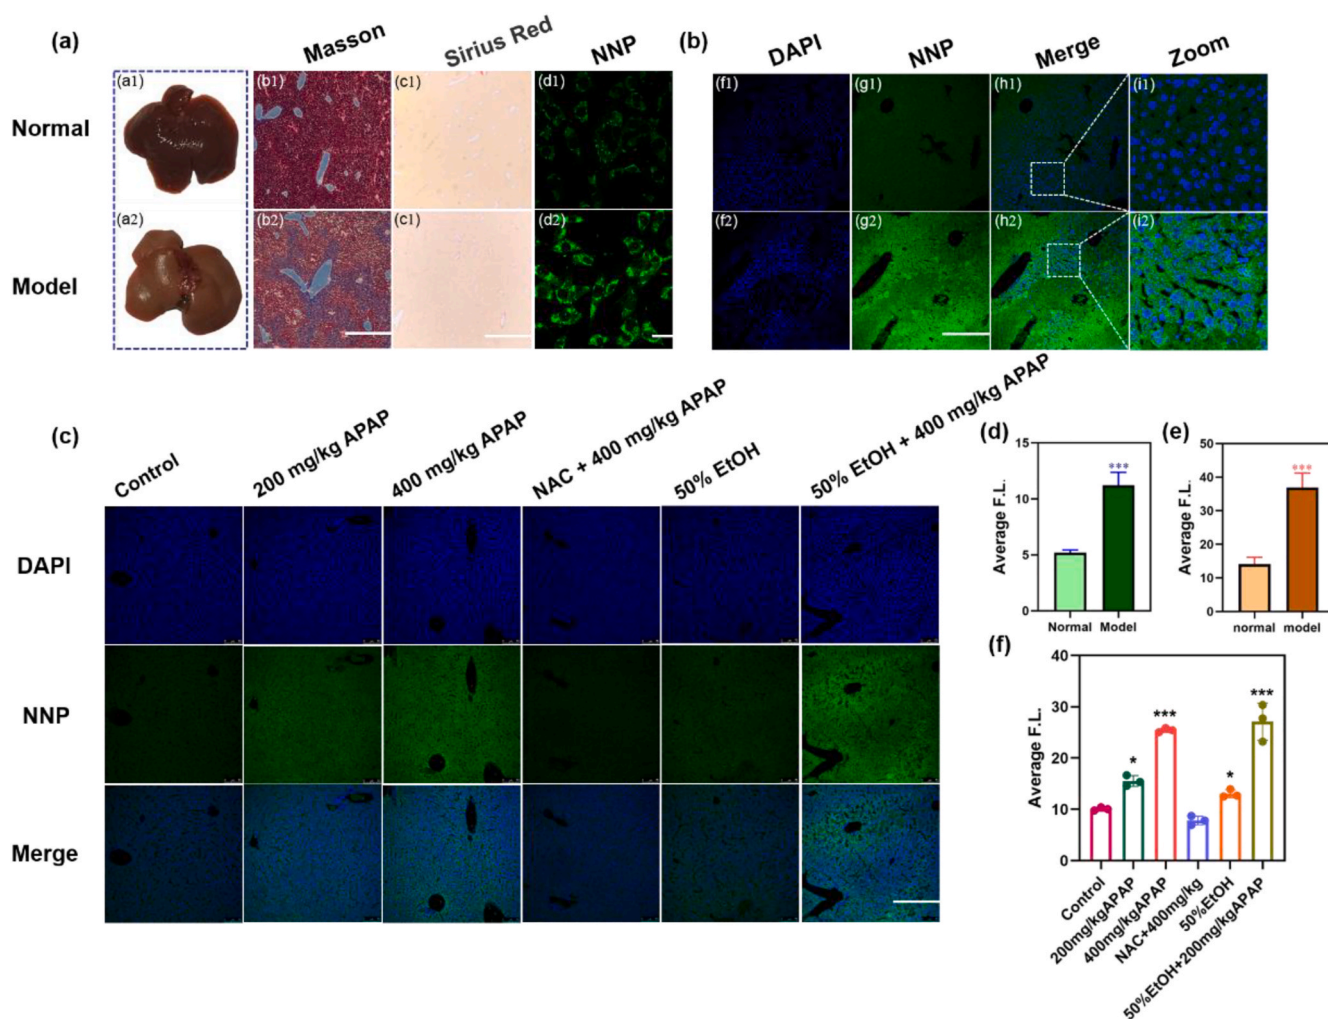 (a)
Masson
Sirius Red
NNP
(b)
DAPI
NNP
Merge
Zoom
Normal
(a1)
(b1)
(c1)
(d1)
(f1)
(g1)
(h1)
(i1)
Model
(a2)
(b2)
(c1)
(d2)
(f2)
(g2)
(h2)
(i2)
(c)
Control
200 mg/kg APAP
400 mg/kg APAP
NAC + 400 mg/kg APAP
50% EtOH
50% EtOH + 400 mg/kg APAP
DAPI
NNP
Merge
(d)
Average F.L.
15
10
5
0
Normal
Model
***
(e)
Average F.L.
50
40
30
20
10
0
normal
model
***
(f)
Average F.L.
40
30
20
10
0
*
***
*
***
Control
200mg/kgAPAP
400mg/kgAPAP
NAC+400mg/kg
50%EtOH
50%EtOH+200mg/kgAPAP